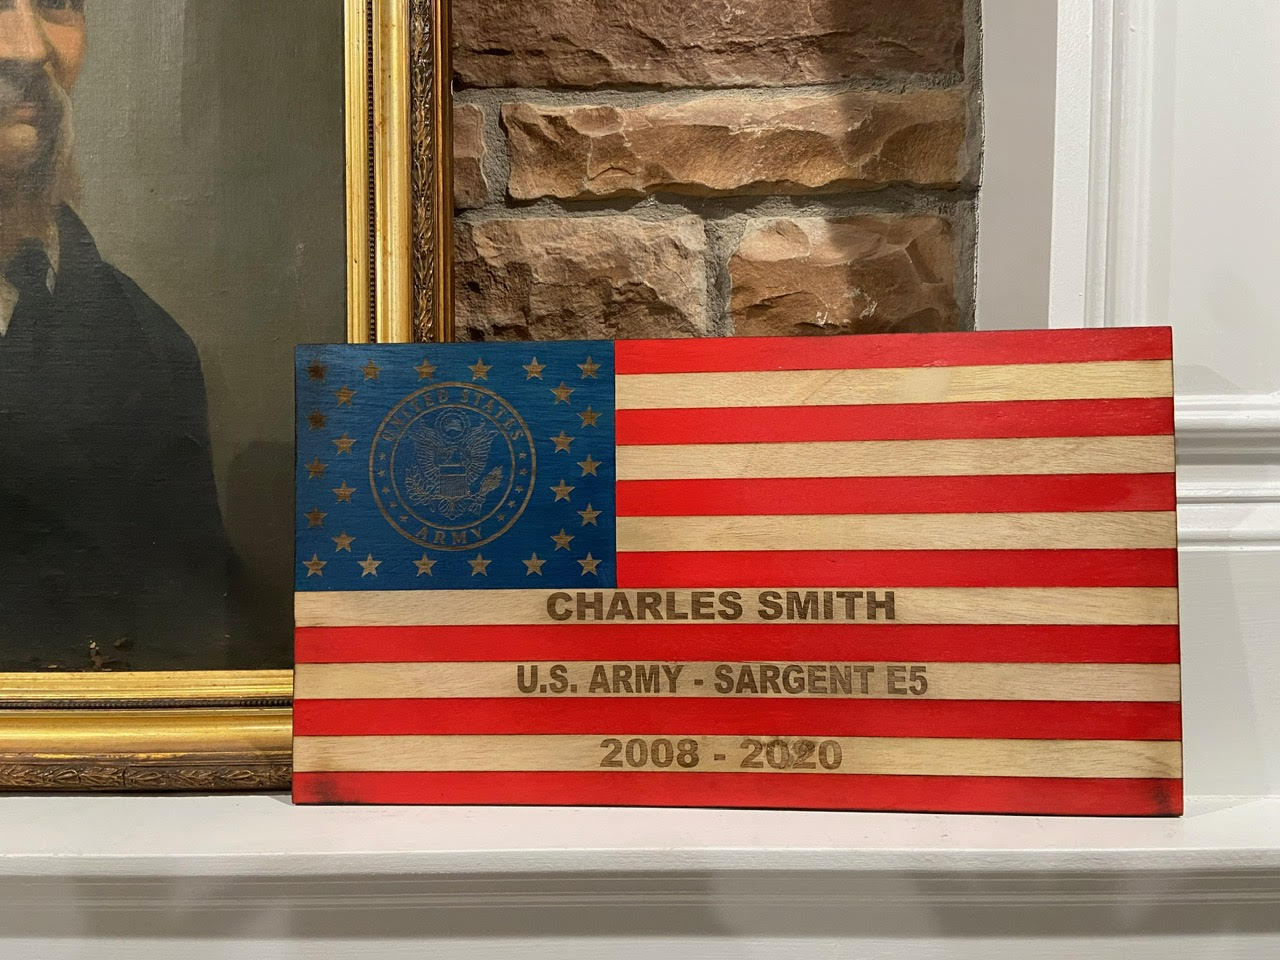 UNITED STATES
ARMY
CHARLES SMITH
U.S. ARMY - SARGENT E5
2008 - 2020